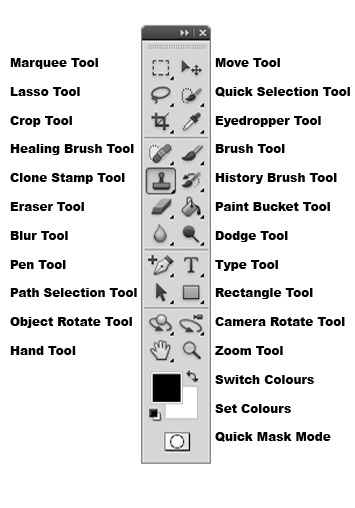 Marquee Tool
Move Tool
Lasso Tool
Quick Selection Tool
Crop Tool
Eyedropper Tool
Healing Brush Tool
Brush Tool
Clone Stamp Tool
History Brush Tool
Eraser Tool
Paint Bucket Tool
Blur Tool
Dodge Tool
Pen Tool
Type Tool
Path Selection Tool
Rectangle Tool
Object Rotate Tool
Camera Rotate Tool
Hand Tool
Zoom Tool
Switch Colours
Set Colours
Quick Mask Mode